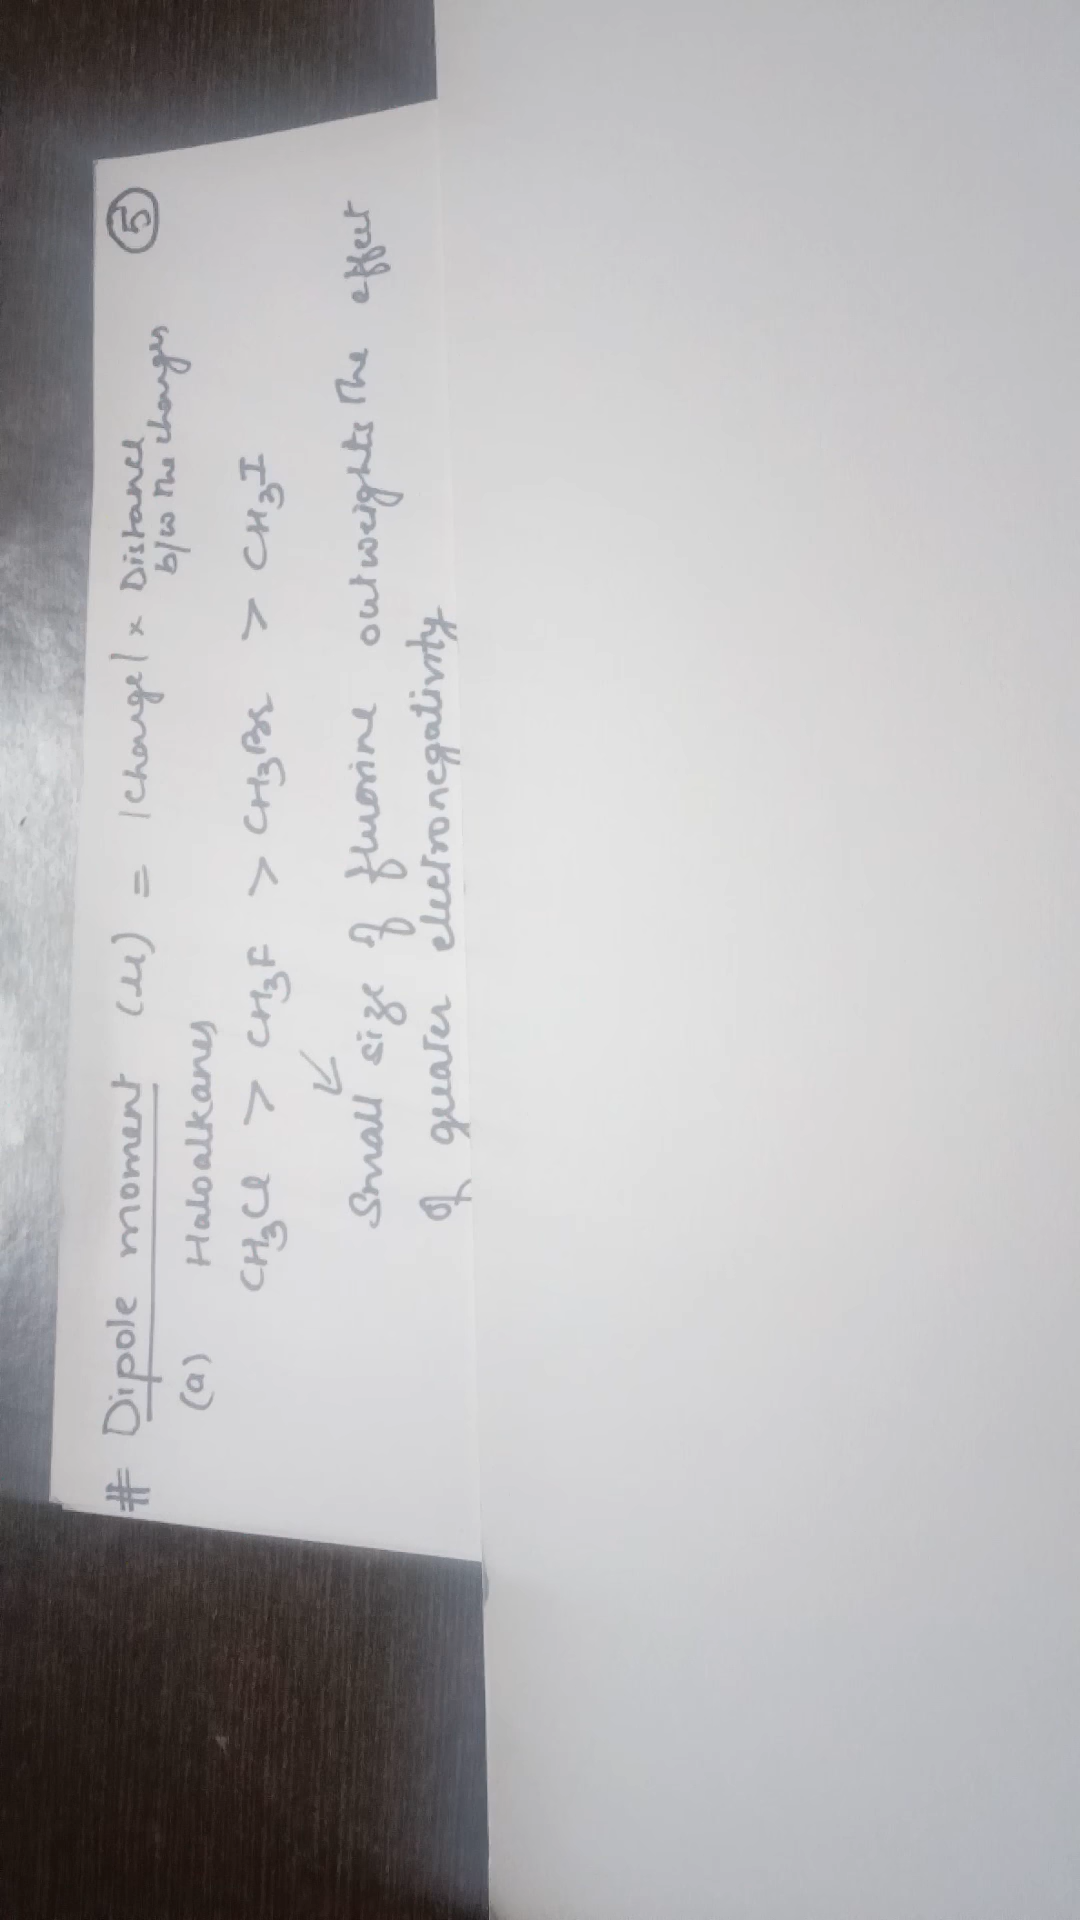 # Dipole moment (μ) = |charge| x Distance ⑤
b/w the charges
(a) Haloalkanes
CH3Cl > CH3F > CH3Br > CH3I
↙
Small size of fluorine outweights the effect
of greater electronegativity